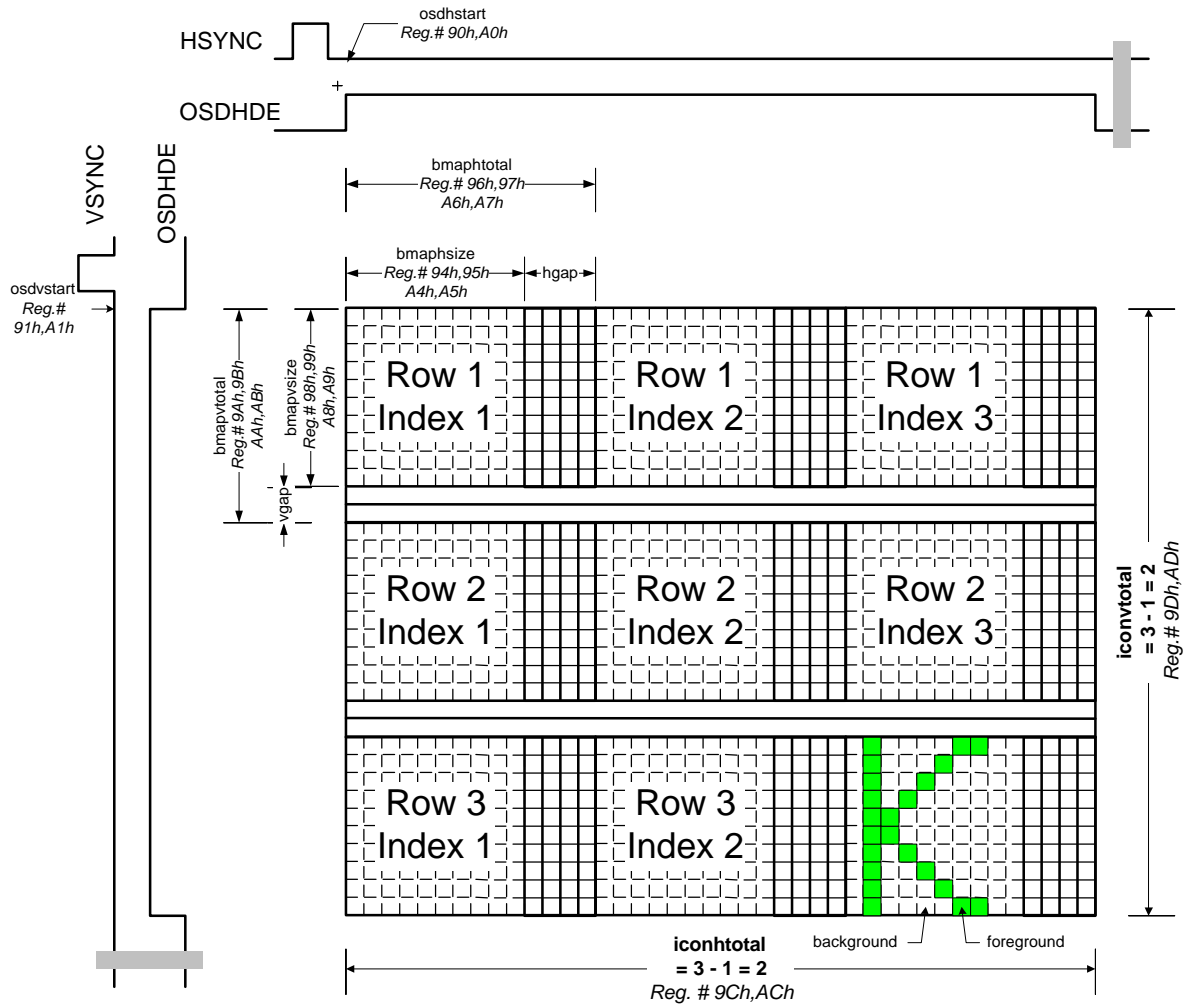 osdhstart
Reg.# 90h,A0h
HSYNC
+
OSDHDE
VSYNC
OSDHDE
bmaphtotal
Reg.# 96h,97h
A6h,A7h
bmaphsize
Reg.# 94h,95h
A4h,A5h
hgap
osdvstart
Reg.#
91h,A1h
bmapvtotal
Reg.# 9Ah,9Bh
AAh,ABh
bmapvsize
Reg.# 98h,99h
A8h,A9h
vgap
Row 1
Index 1
Row 1
Index 2
Row 1
Index 3
Row 2
Index 1
Row 2
Index 2
Row 2
Index 3
Row 3
Index 1
Row 3
Index 2
K
iconvtotal
= 3 - 1 = 2
Reg.# 9Dh,ADh
background
foreground
iconhtotal
= 3 - 1 = 2
Reg. # 9Ch,ACh